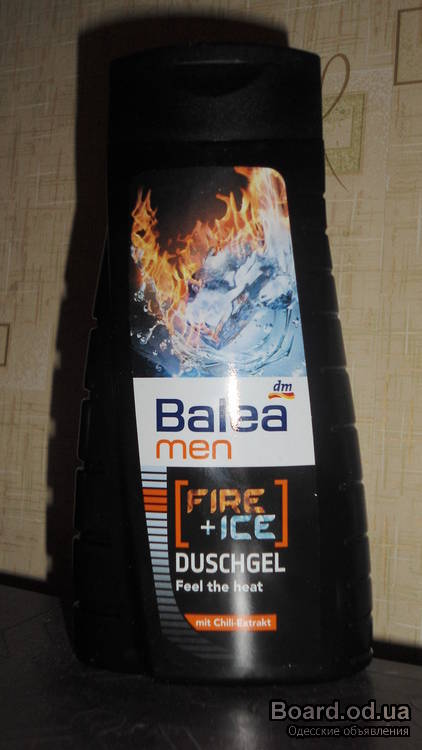 dm
Balea
men
FIRE
+ICE
DUSCHGEL
Feel the heat
mit Chili-Extrakt
Board.od.ua
Одесские объявления